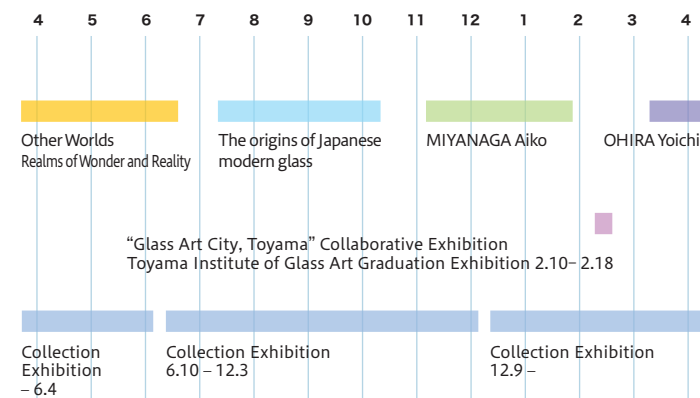 4 5 6 7 8 9 10 11 12 1 2 3 4
Other Worlds
Realms of Wonder and Reality
The origins of Japanese
modern glass
MIYANAGA Aiko
OHIRA Yoichi
“Glass Art City, Toyama” Collaborative Exhibition
Toyama Institute of Glass Art Graduation Exhibition 2.10– 2.18
Collection
Exhibition
– 6.4
Collection Exhibition
6.10 – 12.3
Collection Exhibition
12.9 –